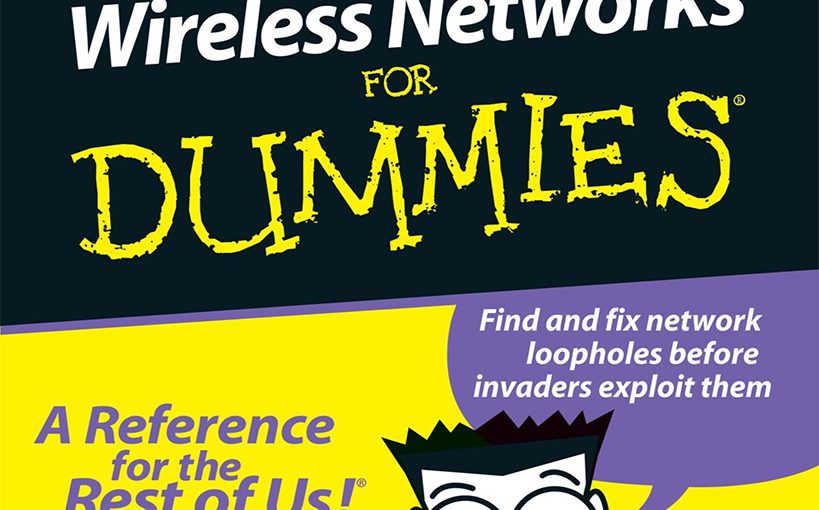 Wireless Networks
FOR
DUMMIES®
Find and fix network
loopholes before
invaders exploit them
A Reference
for the
Rest of Us!®